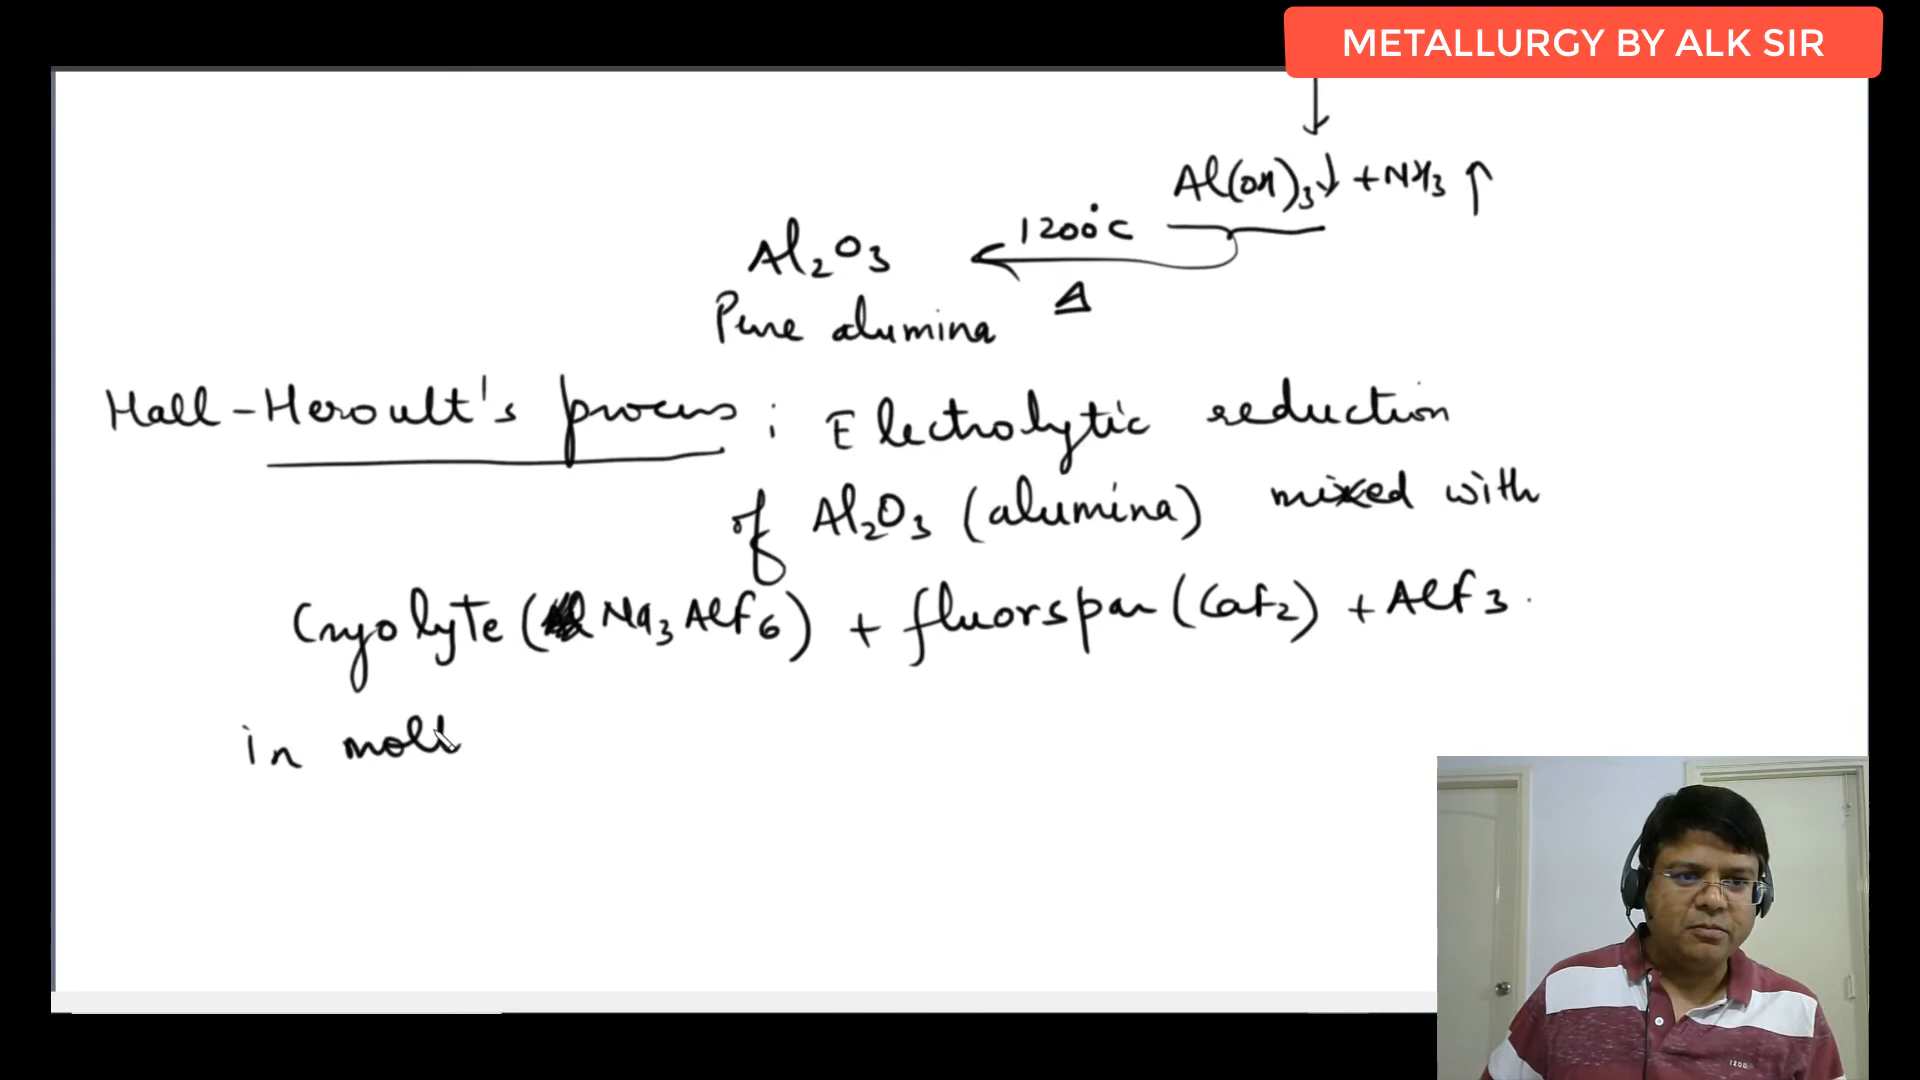 METALLURGY BY ALK SIR
Al(OH)₃↓ + NH₃ ↑
1200°C
Al₂O₃
Δ
Pure alumina
Hall-Heroult's process : Electrolytic reduction
of Al₂O₃ (alumina) mixed with
Cryolyte (Na₃AlF₆) + fluorspar (CaF₂) + AlF₃.
in molt